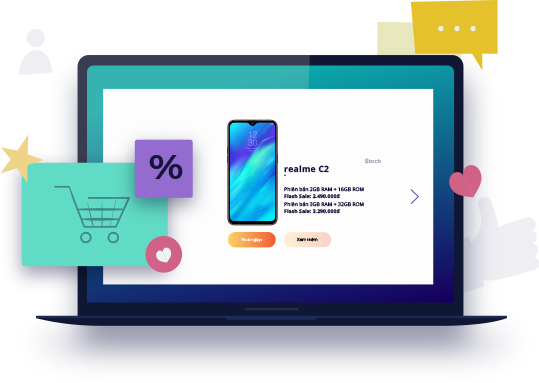 %
Stock
realme C2
Phiên bản 2GB RAM + 16GB ROM
Flash Sale: 2.490.000đ
Phiên bản 3GB RAM + 32GB ROM
Flash Sale: 3.290.000đ
Mua ngay
Xem thêm